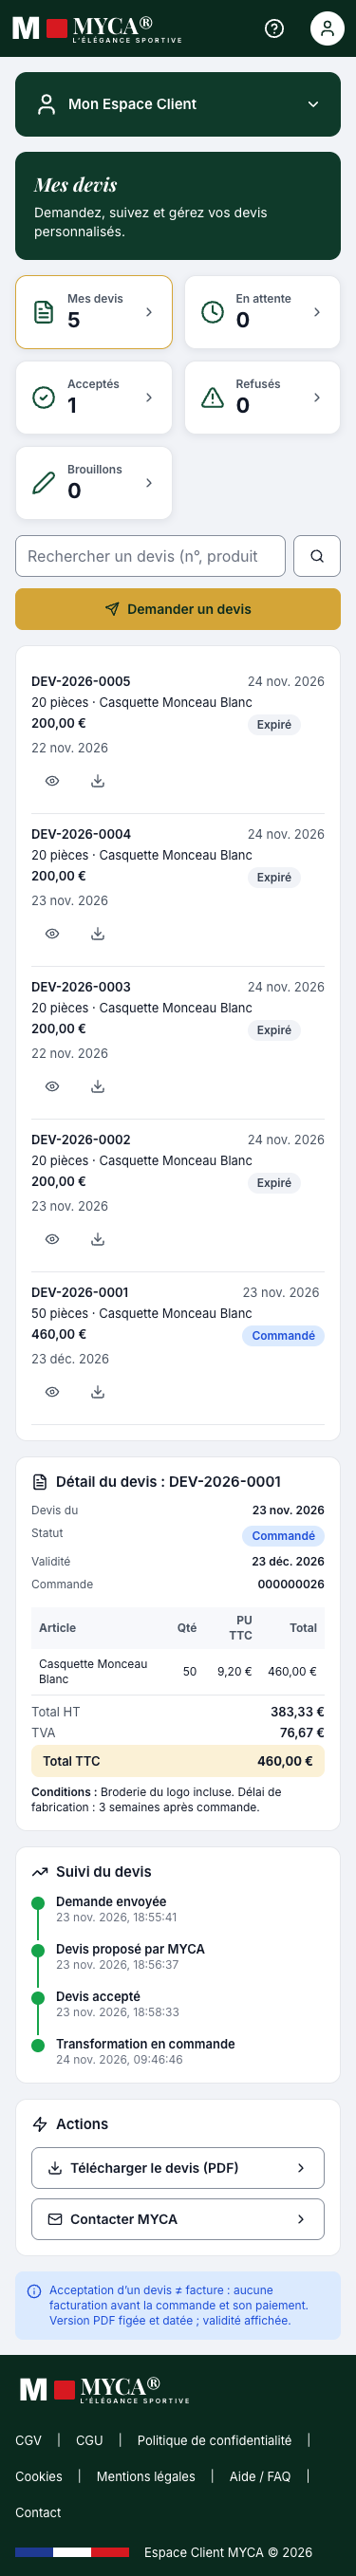 M MYCA®
L'ÉLÉGANCE SPORTIVE
Mon Espace Client
Mes devis
Demandez, suivez et gérez vos devis
personnalisés.
Mes devis
5
En attente
0
Acceptés
1
Refusés
0
Brouillons
0
Rechercher un devis (n°, produit
Demander un devis
DEV-2026-0005 24 nov. 2026
20 pièces · Casquette Monceau Blanc
200,00 € Expiré
22 nov. 2026
DEV-2026-0004 24 nov. 2026
20 pièces · Casquette Monceau Blanc
200,00 € Expiré
23 nov. 2026
DEV-2026-0003 24 nov. 2026
20 pièces · Casquette Monceau Blanc
200,00 € Expiré
22 nov. 2026
DEV-2026-0002 24 nov. 2026
20 pièces · Casquette Monceau Blanc
200,00 € Expiré
23 nov. 2026
DEV-2026-0001 23 nov. 2026
50 pièces · Casquette Monceau Blanc
460,00 € Commandé
23 déc. 2026
Détail du devis : DEV-2026-0001
Devis du 23 nov. 2026
Statut Commandé
Validité 23 déc. 2026
Commande 000000026
Article Qté PU TTC Total
Casquette Monceau Blanc 50 9,20 € 460,00 €
Total HT 383,33 €
TVA 76,67 €
Total TTC 460,00 €
Conditions : Broderie du logo incluse. Délai de
fabrication : 3 semaines après commande.
Suivi du devis
Demande envoyée
23 nov. 2026, 18:55:41
Devis proposé par MYCA
23 nov. 2026, 18:56:37
Devis accepté
23 nov. 2026, 18:58:33
Transformation en commande
24 nov. 2026, 09:46:46
Actions
Télécharger le devis (PDF)
Contacter MYCA
Acceptation d'un devis ≠ facture : aucune
facturation avant la commande et son paiement.
Version PDF figée et datée ; validité affichée.
M MYCA®
L'ÉLÉGANCE SPORTIVE
CGV | CGU | Politique de confidentialité |
Cookies | Mentions légales | Aide / FAQ |
Contact
Espace Client MYCA © 2026